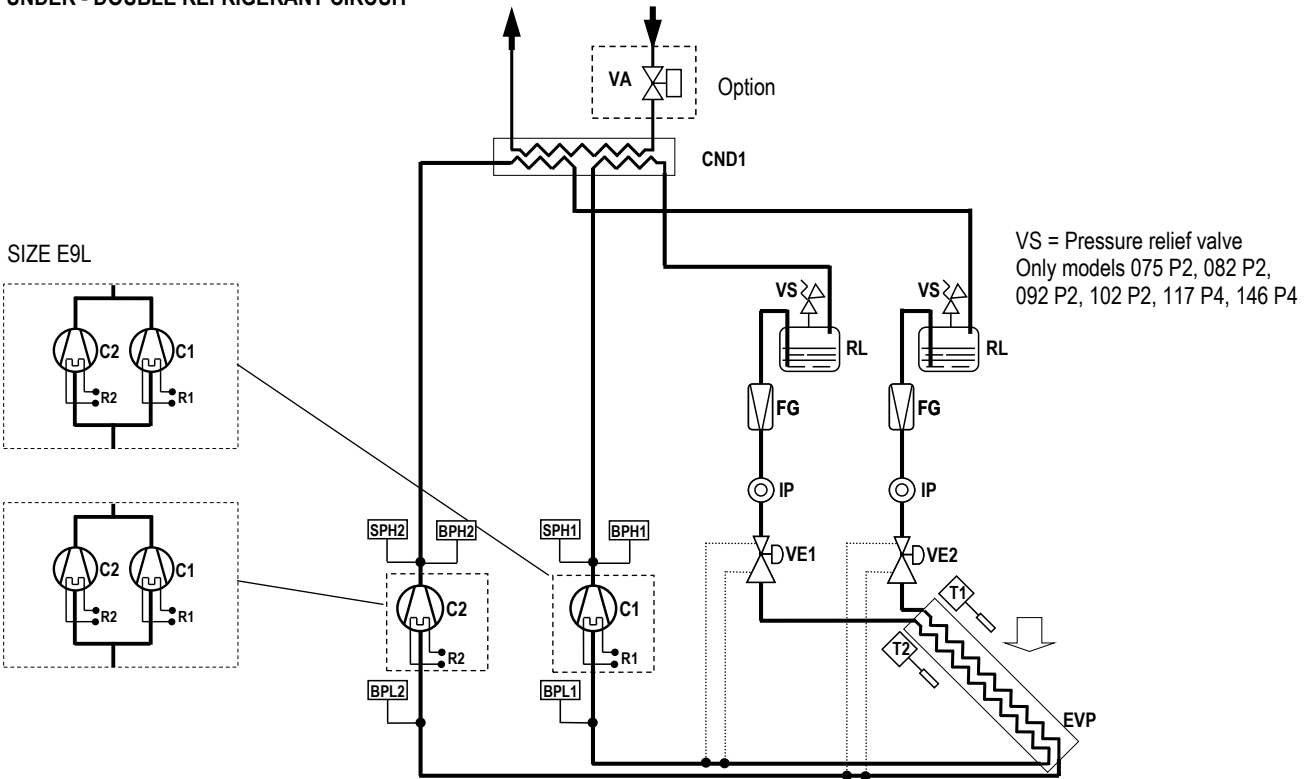 UNDER - DOUBLE REFRIGERANT CIRCUIT
VA
Option
CND1
SIZE E9L
VS = Pressure relief valve
Only models 075 P2, 082 P2,
092 P2, 102 P2, 117 P4, 146 P4
VS
VS
RL
RL
C2
C1
R2
R1
FG
FG
IP
IP
SPH2
BPH2
SPH1
BPH1
VE1
VE2
C2
C1
R2
R1
T1
C2
C1
T2
R2
R1
BPL2
BPL1
EVP